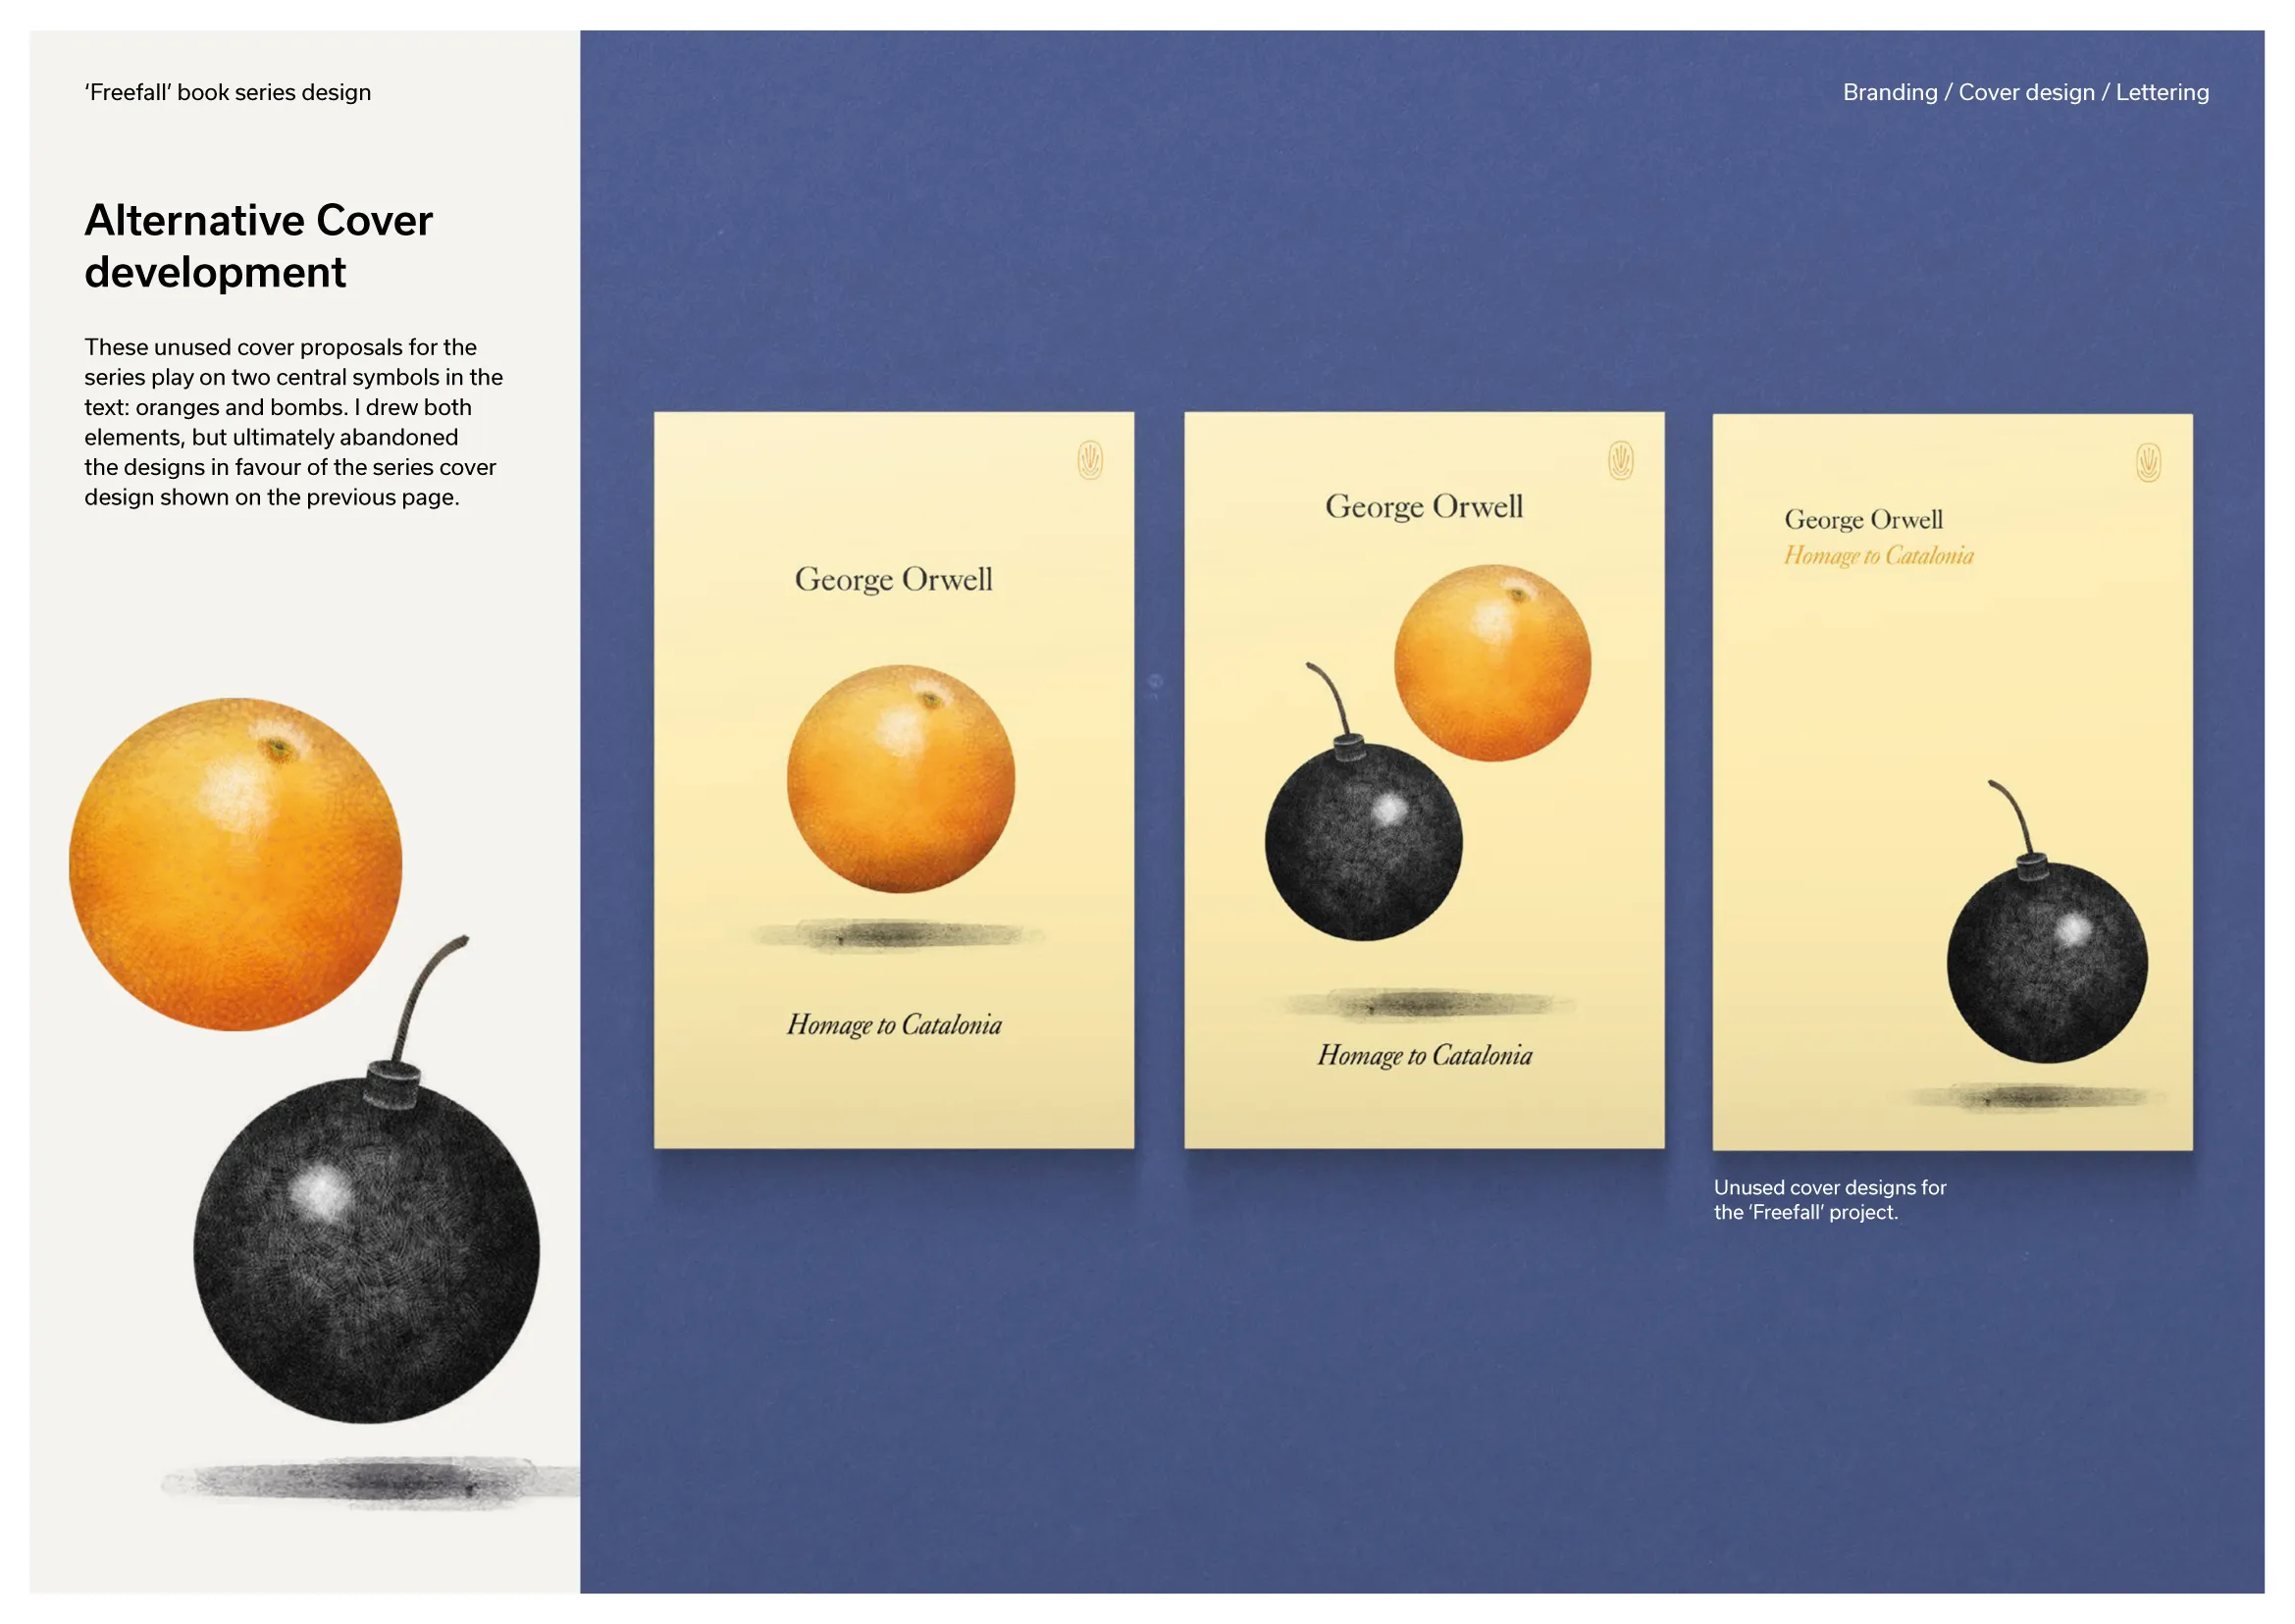 ‘Freefall’ book series design
Branding / Cover design / Lettering
Alternative Cover
development
These unused cover proposals for the
series play on two central symbols in the
text: oranges and bombs. I drew both
elements, but ultimately abandoned
the designs in favour of the series cover
design shown on the previous page.
George Orwell
Homage to Catalonia
George Orwell
Homage to Catalonia
George Orwell
Homage to Catalonia
Unused cover designs for
the ‘Freefall’ project.